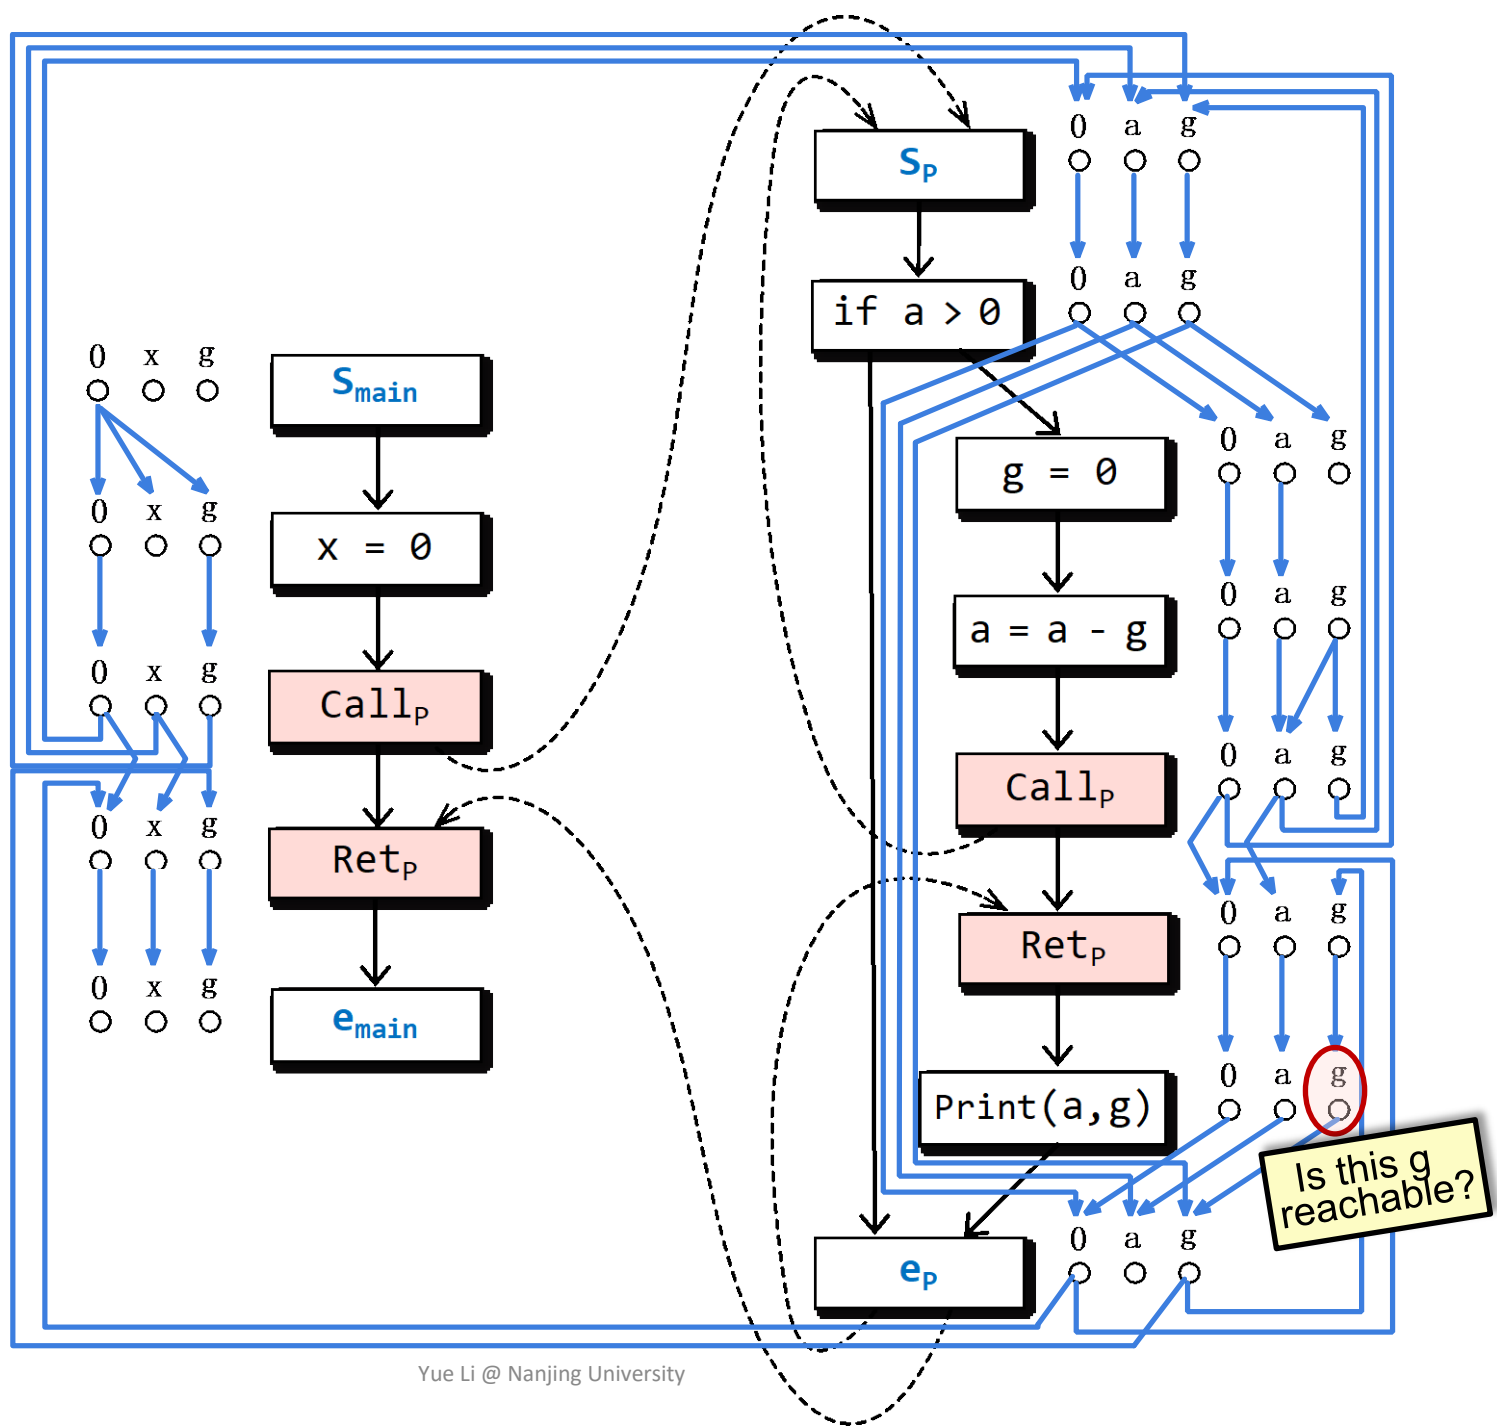 0 a g
S_P
0 a g
if a > 0
0 x g
S_main
0 a g
g = 0
0 x g
x = 0
0 a g
a = a - g
0 x g
Call_P
0 a g
Call_P
0 x g
Ret_P
0 a g
Ret_P
0 x g
e_main
0 a g
Print(a,g)
Is this g
reachable?
0 a g
e_P
Yue Li @ Nanjing University